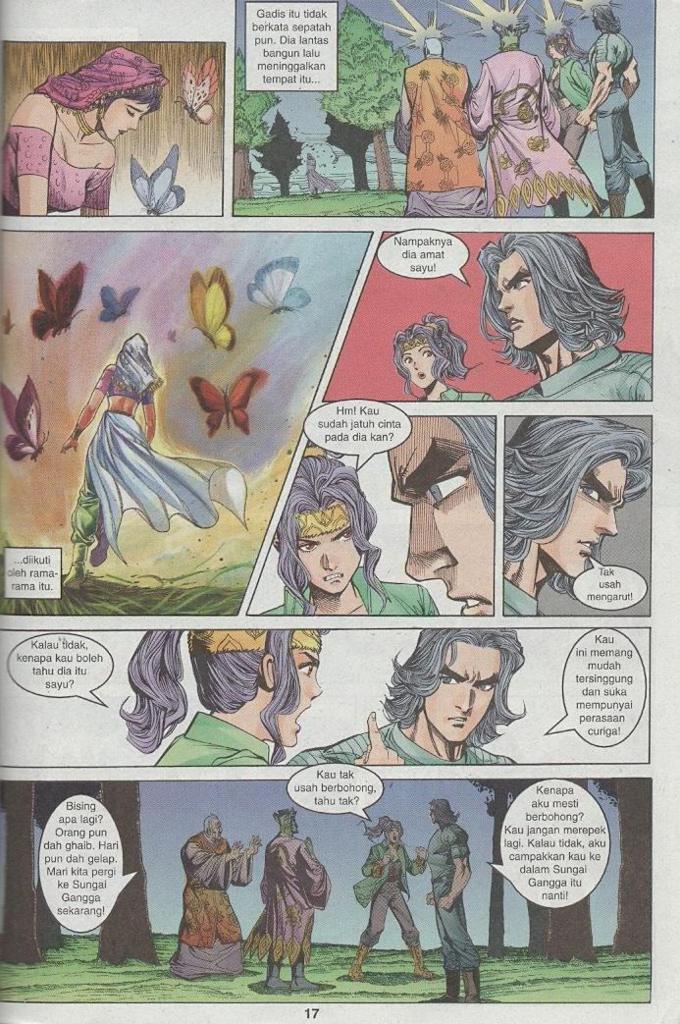 Gadis itu tidak
berkata sepatah
pun. Dia lantas
bangun lalu
meninggalkan
tempat itu...
Nampaknya
dia amat
sayu!
...diikuti
oleh rama-
rama itu.
Hm! Kau
sudah jatuh cinta
pada dia kan?
Tak
usah
mengarut!
Kalau tidak,
kenapa kau boleh
tahu dia itu
sayu?
Kau
ini memang
mudah
tersinggung
dan suka
mempunyai
perasaan
curiga!
Bising
apa lagi?
Orang pun
dah ghaib. Hari
pun dah gelap.
Mari kita pergi
ke Sungai
Gangga
sekarang!
Kau tak
usah berbohong,
tahu tak?
Kenapa
aku mesti
berbohong?
Kau jangan merepek
lagi. Kalau tidak, aku
campakkan kau ke
dalam Sungai
Gangga itu
nanti!
17